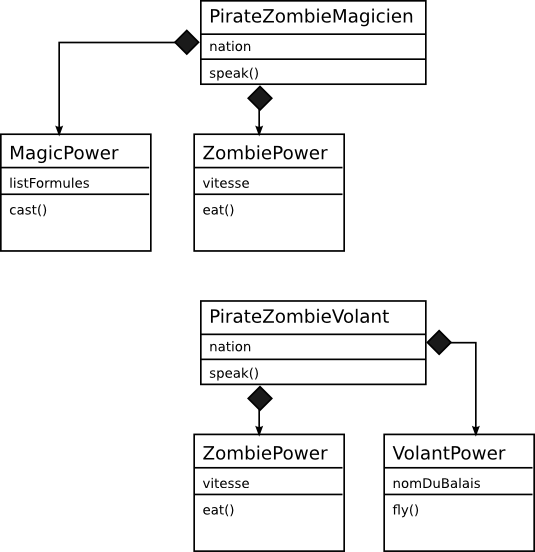 PirateZombieMagicien
nation
speak()
MagicPower
listFormules
cast()
ZombiePower
vitesse
eat()
PirateZombieVolant
nation
speak()
ZombiePower
vitesse
eat()
VolantPower
nomDuBalais
fly()